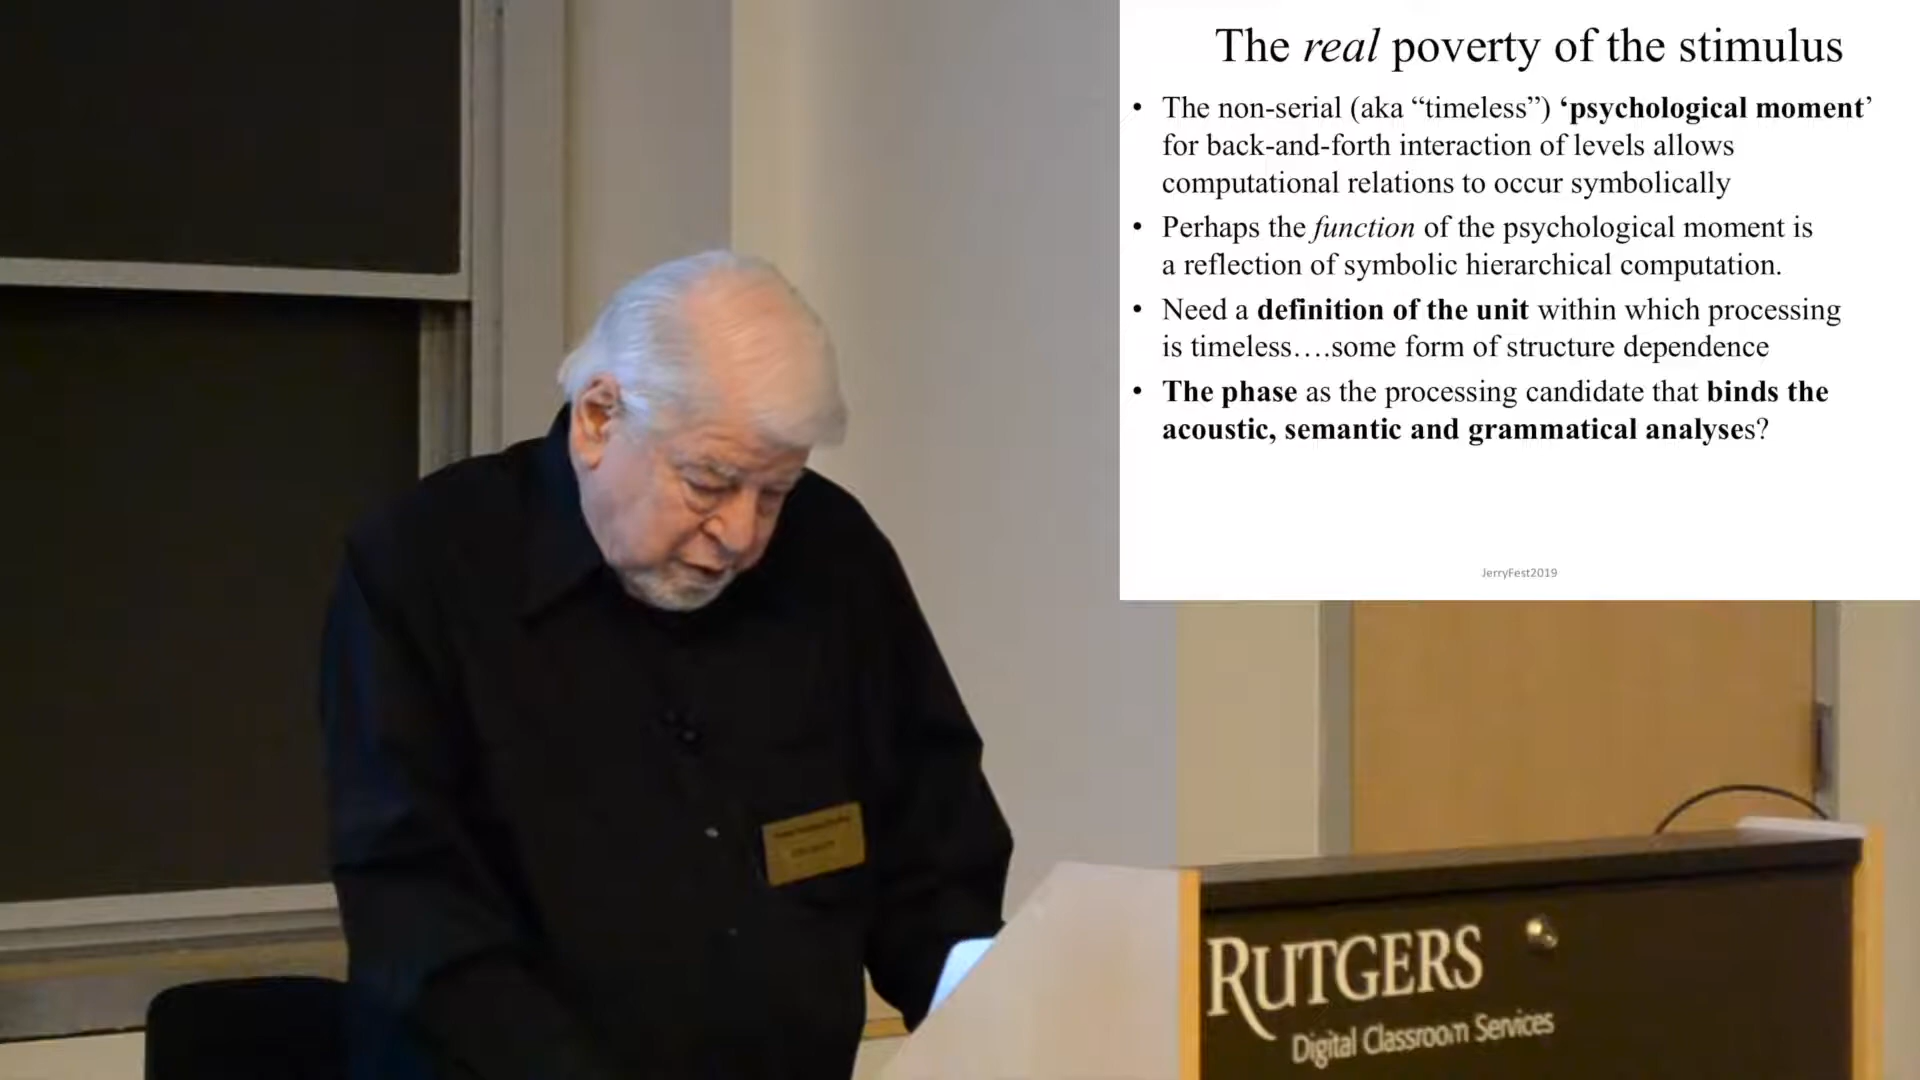 The real poverty of the stimulus
• The non-serial (aka “timeless”) ‘psychological moment’
for back-and-forth interaction of levels allows
computational relations to occur symbolically
• Perhaps the function of the psychological moment is
a reflection of symbolic hierarchical computation.
• Need a definition of the unit within which processing
is timeless….some form of structure dependence
• The phase as the processing candidate that binds the
acoustic, semantic and grammatical analyses?
JerryFest2019
RUTGERS
Digital Classroom Services